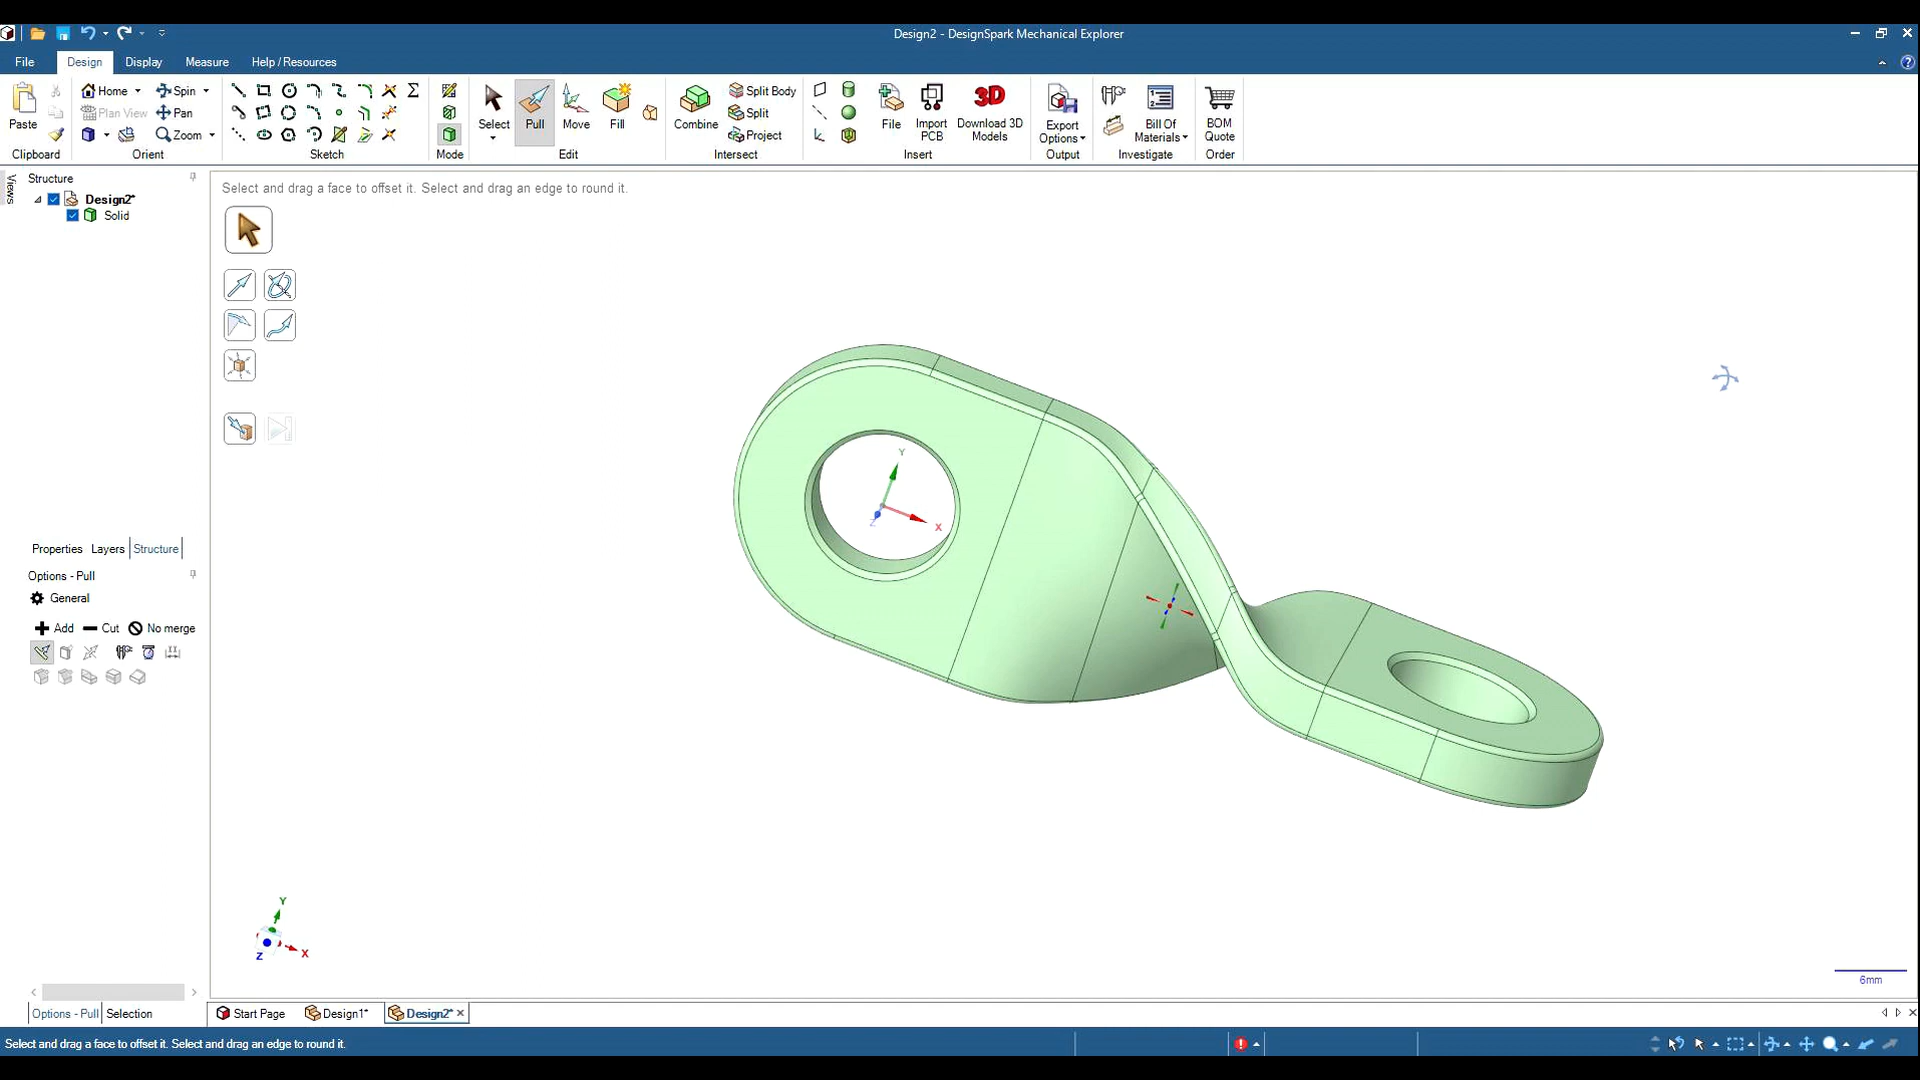 Design2 - DesignSpark Mechanical Explorer
File Design Display Measure Help / Resources
Paste
Clipboard
Home Spin
Plan View Pan
Zoom
Orient
Sketch
Mode
Select Pull Move Fill
Edit
Combine Split Body
Split
Project
Intersect
File Import PCB Download 3D Models
3D
Insert
Export Options
Output
Bill Of Materials
Investigate
BOM Quote
Order
Views
Structure
Design2*
Solid
Select and drag a face to offset it. Select and drag an edge to round it.
Y
X
Z
Properties Layers Structure
Options - Pull
General
Add Cut No merge
Y
X
Z
6mm
Options - Pull Selection
Start Page Design1* Design2*
Select and drag a face to offset it. Select and drag an edge to round it.